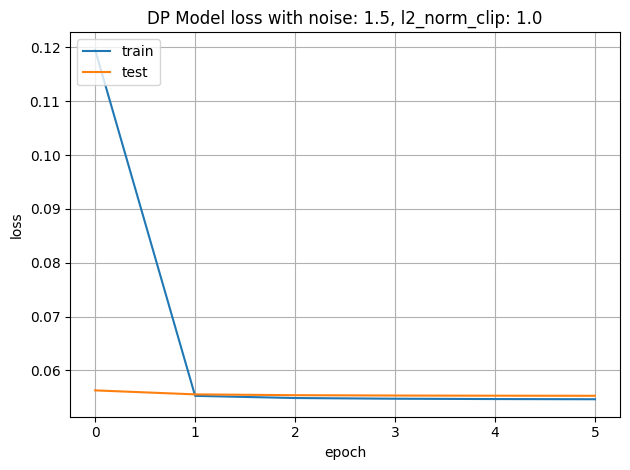 DP Model loss with noise: 1.5, l2_norm_clip: 1.0
train
test
0.12
0.11
0.10
0.09
0.08
0.07
0.06
loss
0 1 2 3 4 5
epoch